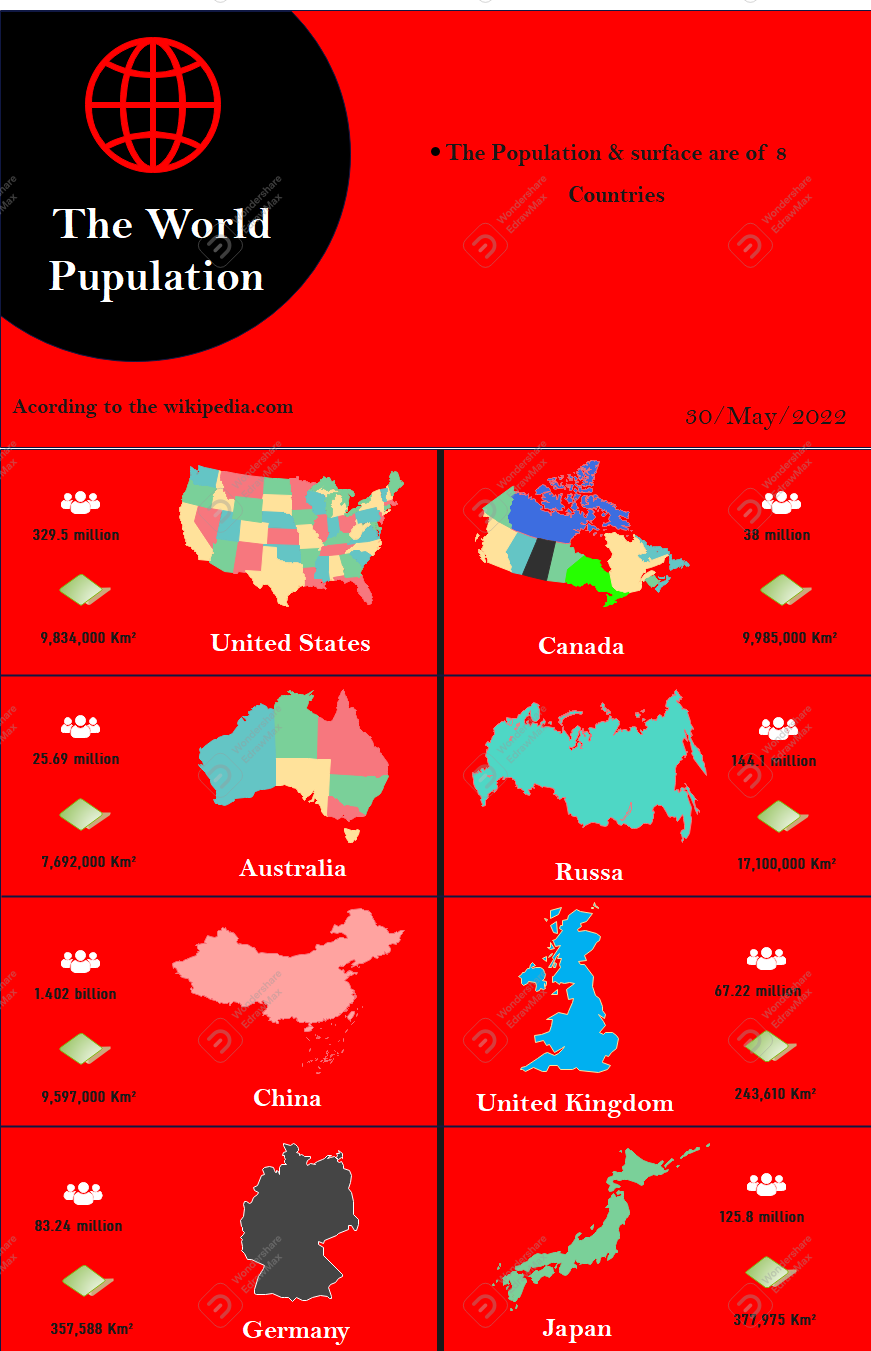 The World
Pupulation
• The Population & surface are of 8
Countries
Acording to the wikipedia.com
30/May/2022
329.5 million
9,834,000 Km²
United States
38 million
9,985,000 Km²
Canada
25.69 million
7,692,000 Km²
Australia
144.1 million
17,100,000 Km²
Russa
1.402 billion
9,597,000 Km²
China
67.22 million
243,610 Km²
United Kingdom
83.24 million
357,588 Km²
Germany
125.8 million
377,975 Km²
Japan
Wondershare
EdrawMax